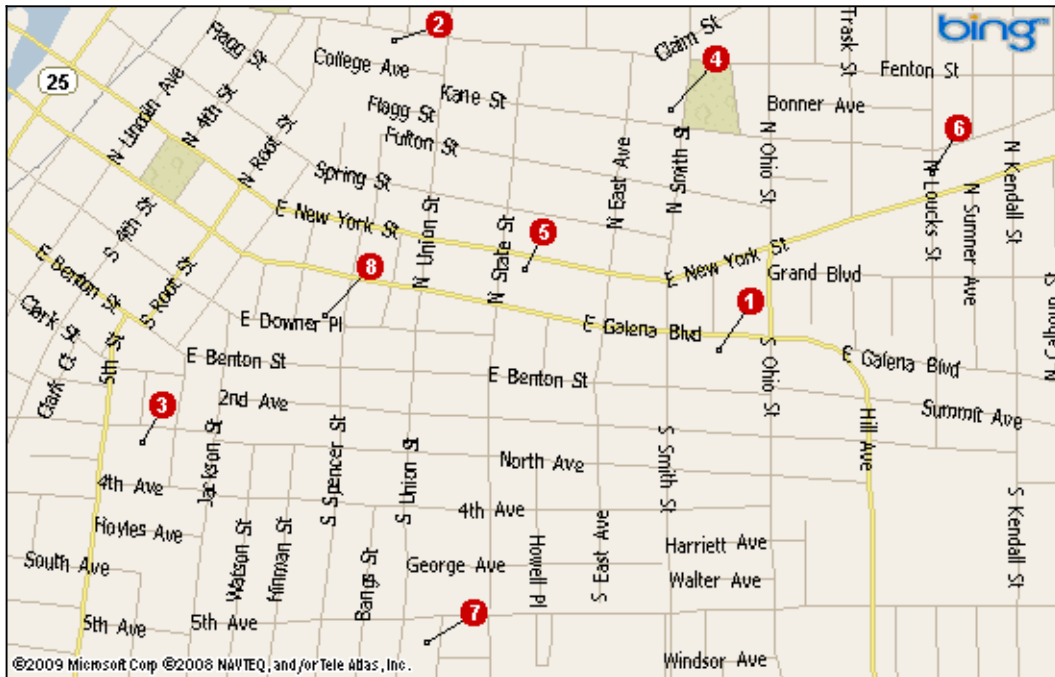 2
bing
Trask St
Claim St
Flagg St
College Ave
4
Fenton St
25
Kane St
Bonner Ave
N Lincoln Ave
N 4th St
Flagg St
6
N Root St
Fulton St
N Ohio St
N Smith St
N East Ave
Spring St
N Loucks St
N Kendall St
N Sumner Ave
S 4th St
E New York St
N Union St
N State St
5
E New York St
8
Grand Blvd
E Benton St
S Root St
1
Clark St
E Downer Pl
E Galena Blvd
S Ohio St
E Galena Blvd
5th St
Clark Ct
E Benton St
E Benton St
3
2nd Ave
Summit Ave
Hill Ave
Jackson St
S Spencer St
S Union St
North Ave
S Smith St
4th Ave
4th Ave
S East Ave
S Kendall St
Hoyles Ave
Watson St
Hinman St
Bangs St
George Ave
Howell Pl
Harriett Ave
South Ave
Walter Ave
7
5th Ave
5th Ave
Windsor Ave
©2009 Microsoft Corp ©2008 NAVTEQ, and/or Tele Atlas, Inc.